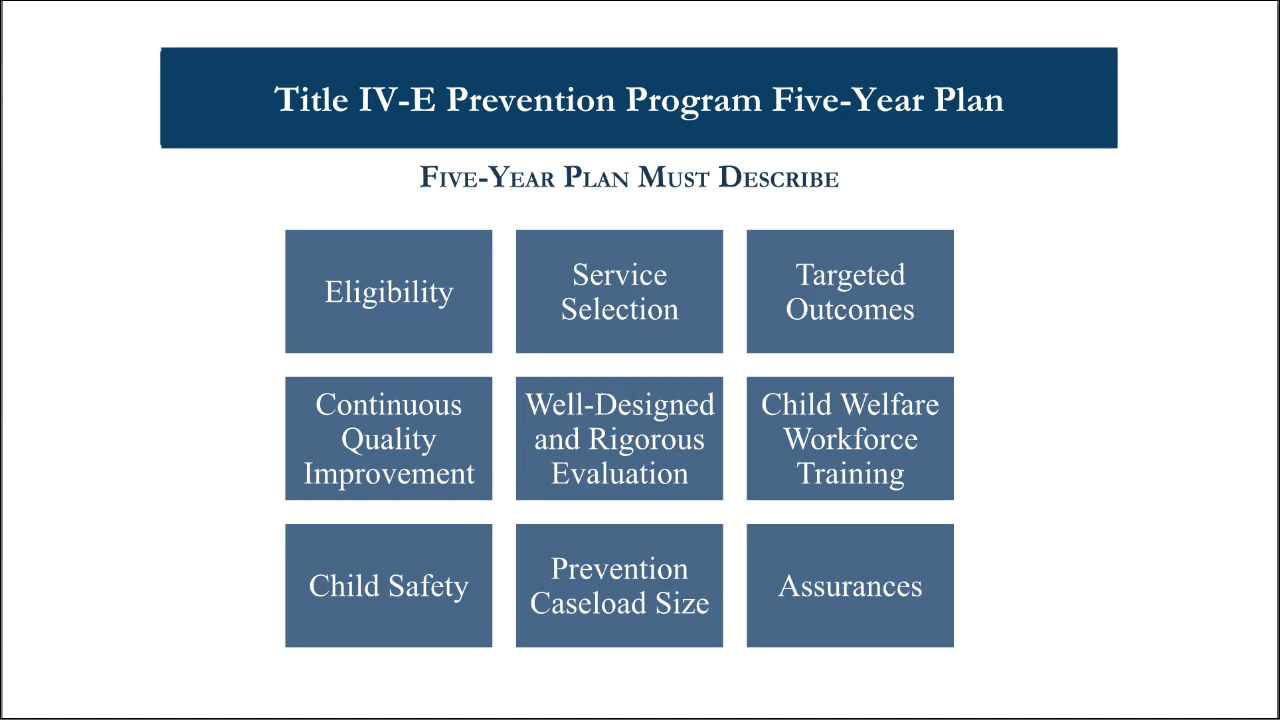 Title IV-E Prevention Program Five-Year Plan
Five-Year Plan Must Describe
Eligibility
Service
Selection
Targeted
Outcomes
Continuous
Quality
Improvement
Well-Designed
and Rigorous
Evaluation
Child Welfare
Workforce
Training
Child Safety
Prevention
Caseload Size
Assurances